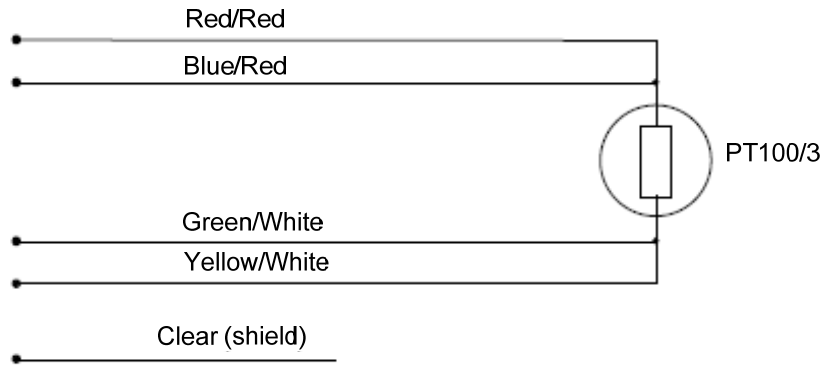 Red/Red
Blue/Red
PT100/3
Green/White
Yellow/White
Clear (shield)